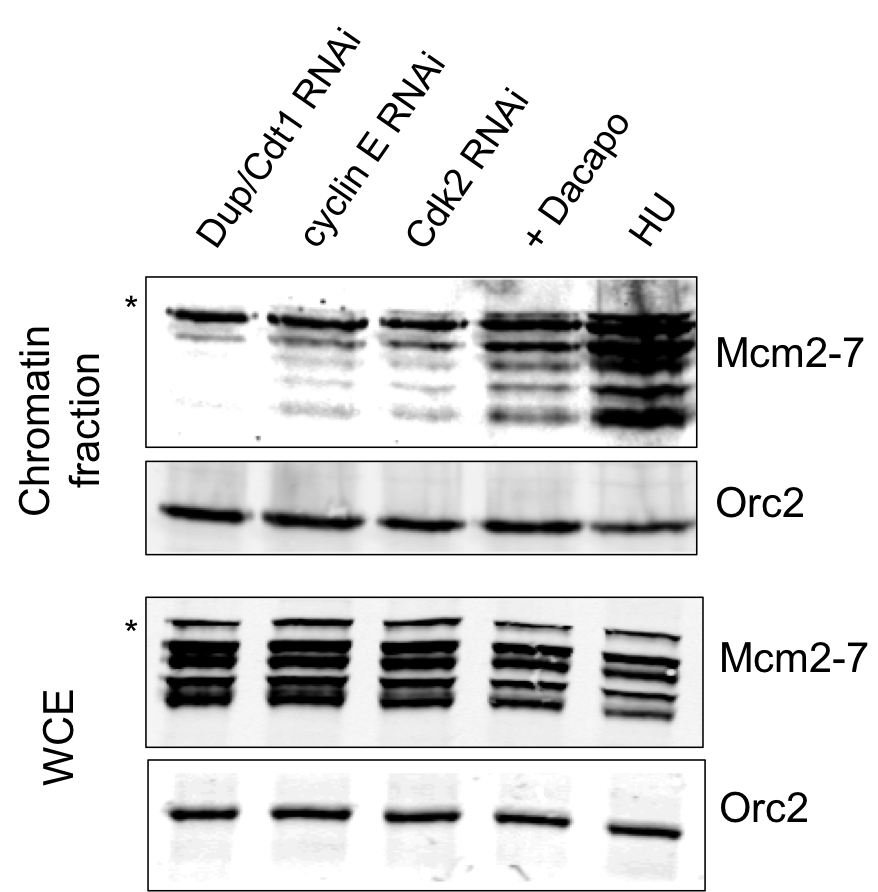 Dup/Cdt1 RNAi
cyclin E RNAi
Cdk2 RNAi
+ Dacapo
HU
Chromatin
fraction
*
Mcm2-7
Orc2
WCE
*
Mcm2-7
Orc2